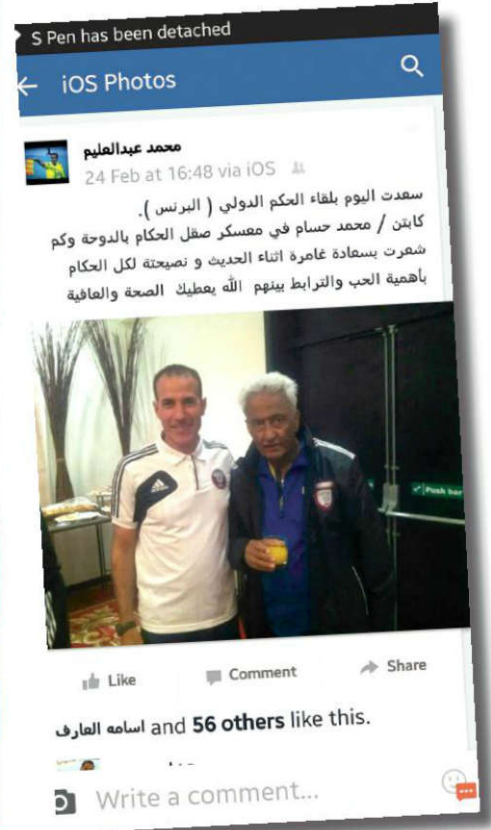 S Pen has been detached
iOS Photos
محمد عبدالعليم
24 Feb at 16:48 via iOS
سعدت اليوم بلقاء الحكم الدولي ( البرنس ).
كابتن / محمد حسام في معسكر صقل الحكام بالدوحة وكم
شعرت بسعادة غامرة اثناء الحديث و نصيحتة لكل الحكام
بأهمية الحب والترابط بينهم الله يعطيك الصحة والعافية
adidas
Push bar
Like
Comment
Share
اسامه العارف and 56 others like this.
Write a comment...